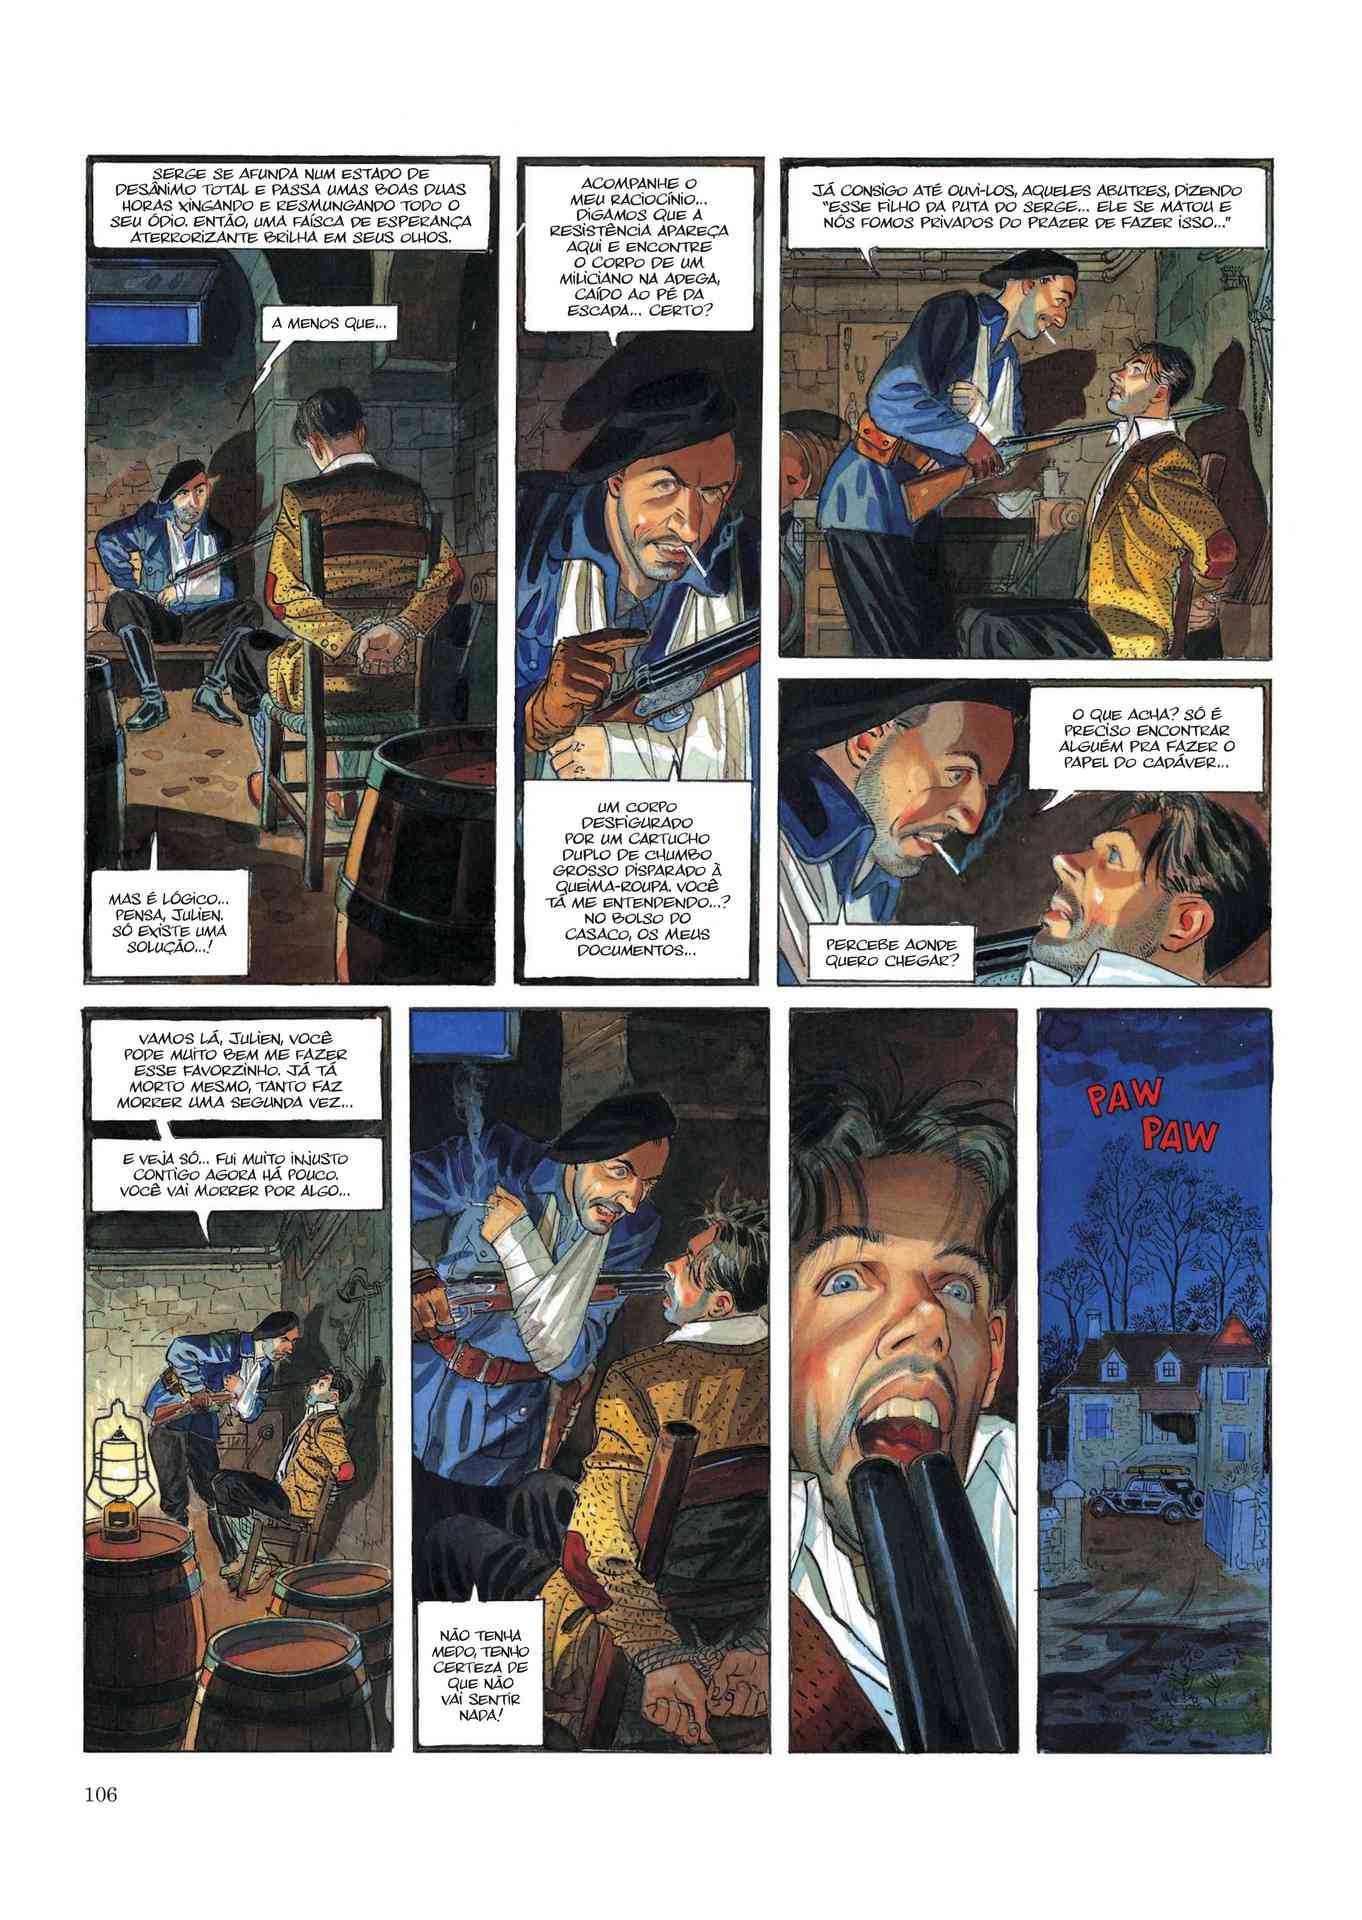 SERGE SE AFUNDA NUM ESTADO DE
DESÂNIMO TOTAL E PASSA UMAS BOAS DUAS
HORAS XINGANDO E RESMUNGANDO TODO O
SEU ÓDIO. ENTÃO, UMA FAÍSCA DE ESPERANÇA
ATERRORIZANTE BRILHA EM SEUS OLHOS.
A MENOS QUE...
MAS É LÓGICO...
PENSA, JULIEN.
SÓ EXISTE UMA
SOLUÇÃO...!
ACOMPANHE O
MEU RACIOCÍNIO...
DIGAMOS QUE A
RESISTÊNCIA APAREÇA
AQUI E ENCONTRE
O CORPO DE UM
MILICIANO NA ADEGA,
CAÍDO AO PÉ DA
ESCADA... CERTO?
UM CORPO
DESFIGURADO
POR UM CARTUCHO
DUPLO DE CHUMBO
GROSSO DISPARADO À
QUEIMA-ROUPA. VOCÊ
TÁ ME ENTENDENDO...?
NO BOLSO DO
CASACO, OS MEUS
DOCUMENTOS...
JÁ CONSIGO ATÉ OUVI-LOS, AQUELES ABUTRES, DIZENDO
"ESSE FILHO DA PUTA DO SERGE... ELE SE MATOU E
NÓS FOMOS PRIVADOS DO PRAZER DE FAZER ISSO..."
O QUE ACHA? SÓ É
PRECISO ENCONTRAR
ALGUÉM PRA FAZER O
PAPEL DO CADÁVER...
PERCEBE AONDE
QUERO CHEGAR?
VAMOS LÁ, JULIEN, VOCÊ
PODE MUITO BEM ME FAZER
ESSE FAVORZINHO. JÁ TÁ
MORTO MESMO, TANTO FAZ
MORRER UMA SEGUNDA VEZ...
E VEJA SÓ... FUI MUITO INJUSTO
CONTIGO AGORA HÁ POUCO.
VOCÊ VAI MORRER POR ALGO...
NÃO TENHA
MEDO, TENHO
CERTEZA DE
QUE NÃO
VAI SENTIR
NADA!
PAW
PAW
106